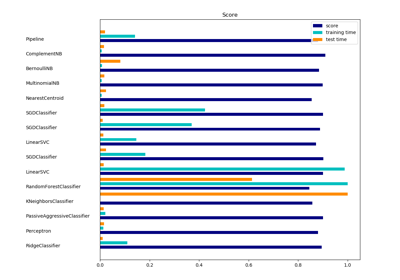 Score
score
training time
test time
Pipeline
ComplementNB
BernoulliNB
MultinomialNB
NearestCentroid
SGDClassifier
SGDClassifier
LinearSVC
SGDClassifier
LinearSVC
RandomForestClassifier
KNeighborsClassifier
PassiveAggressiveClassifier
Perceptron
RidgeClassifier
0.0 0.2 0.4 0.6 0.8 1.0